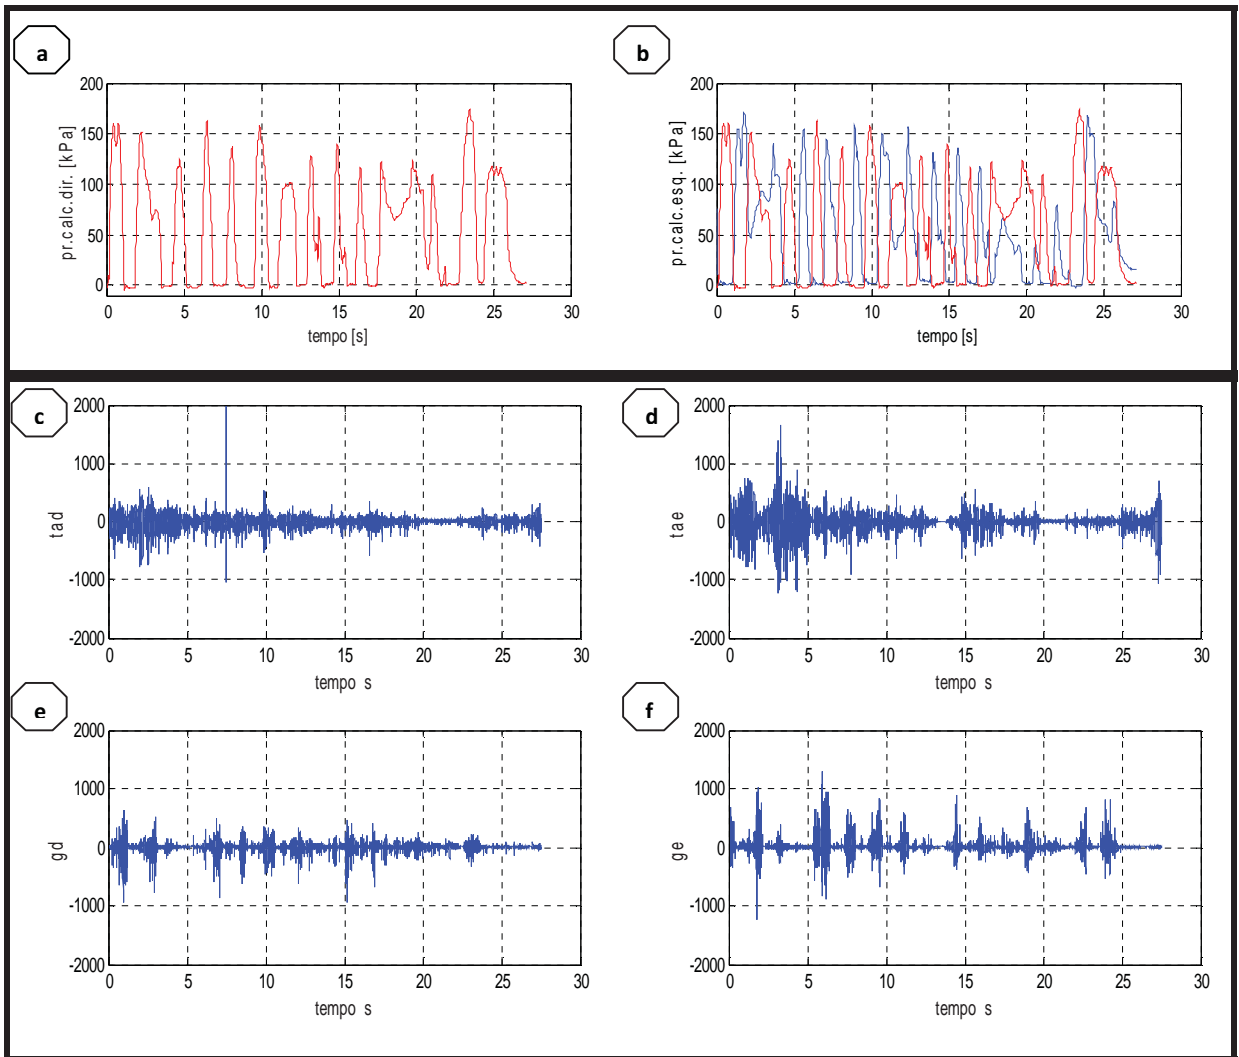 a
b
200
150
100
50
0
pr.calc.dir. [kPa]
0 5 10 15 20 25 30
tempo [s]
200
150
100
50
0
pr.calc.esq. [kPa]
0 5 10 15 20 25 30
tempo [s]
c
d
2000
1000
0
-1000
-2000
tad
0 5 10 15 20 25 30
tempo s
2000
1000
0
-1000
-2000
tae
0 5 10 15 20 25 30
tempo s
e
f
2000
1000
0
-1000
-2000
gd
0 5 10 15 20 25 30
tempo s
2000
1000
0
-1000
-2000
ge
0 5 10 15 20 25 30
tempo s